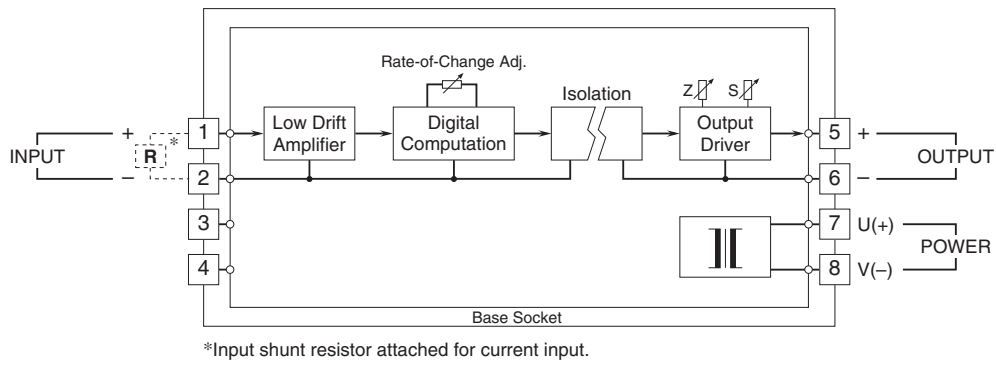 Rate-of-Change Adj.
Isolation
Z
S
Low Drift
Amplifier
Digital
Computation
Output
Driver
INPUT
+
–
R
*
1
2
3
4
5
+
6
–
OUTPUT
7
U(+)
8
V(–)
POWER
Base Socket
*Input shunt resistor attached for current input.